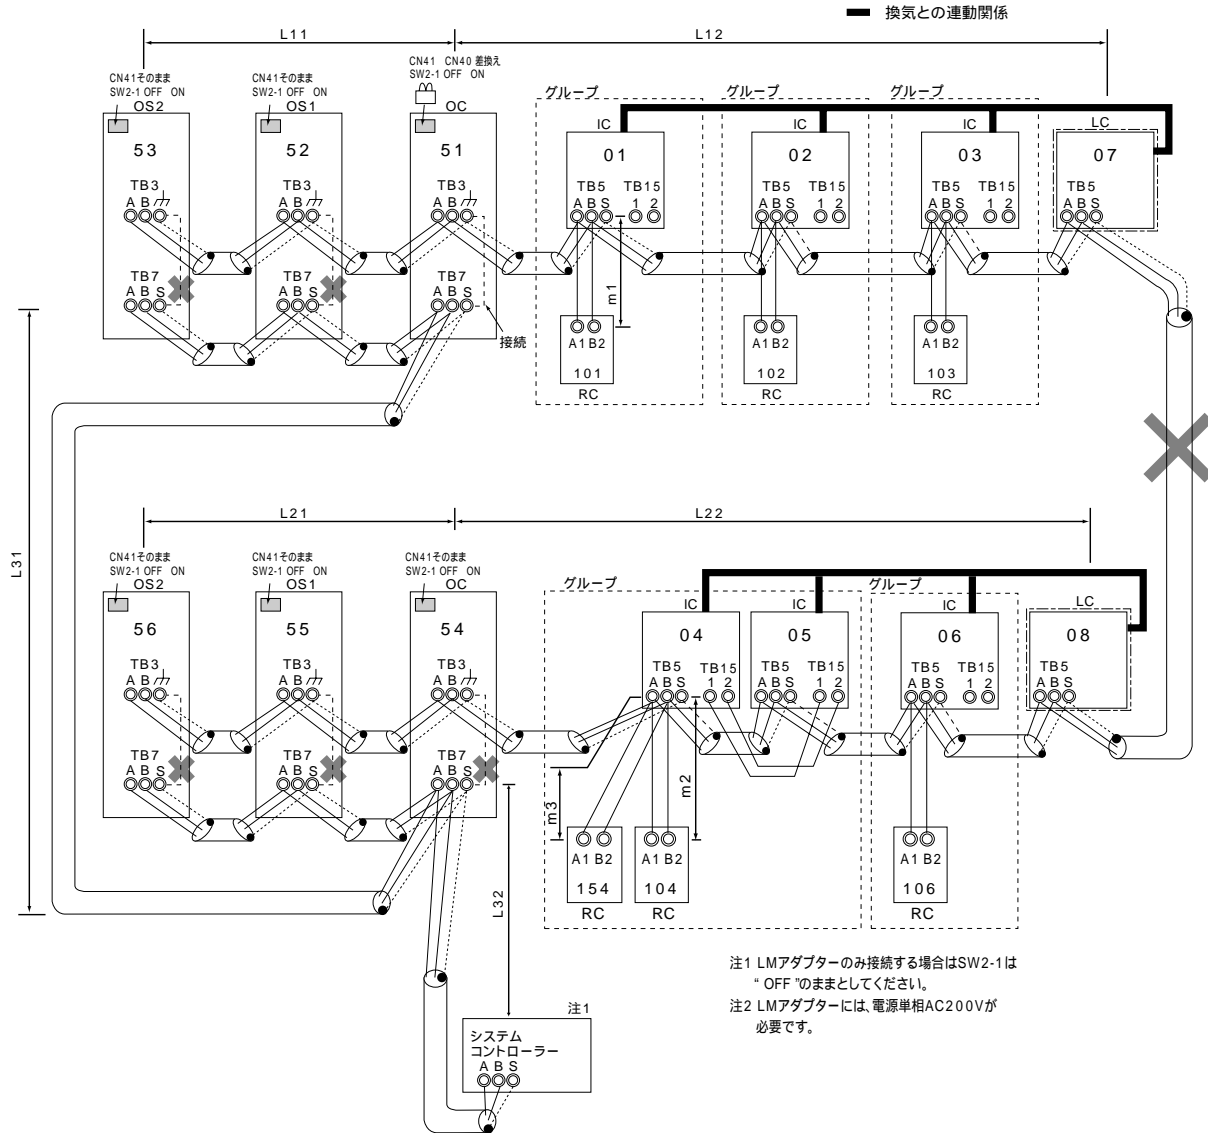 換気との連動関係
L11
L12
CN41そのまま
SW2-1 OFF ON
OS2
CN41そのまま
SW2-1 OFF ON
OS1
CN41 CN40 差換え
SW2-1 OFF ON
OC
グループ
グループ
グループ
IC
IC
IC
LC
53
52
51
01
02
03
07
TB3
A B
TB3
A B
TB3
A B
TB5
A B S
TB15
1 2
TB5
A B S
TB15
1 2
TB5
A B S
TB15
1 2
TB5
A B S
TB7
A B S
TB7
A B S
TB7
A B S
接続
m1
A1 B2
101
RC
A1 B2
102
RC
A1 B2
103
RC
L31
L21
L22
CN41そのまま
SW2-1 OFF ON
OS2
CN41そのまま
SW2-1 OFF ON
OS1
CN41そのまま
SW2-1 OFF ON
OC
グループ
グループ
IC
IC
IC
LC
56
55
54
04
05
06
08
TB3
A B
TB3
A B
TB3
A B
TB5
A B S
TB15
1 2
TB5
A B S
TB15
1 2
TB5
A B S
TB15
1 2
TB5
A B S
TB7
A B S
TB7
A B S
TB7
A B S
m3
m2
A1 B2
154
RC
A1 B2
104
RC
A1 B2
106
RC
L32
注1 LMアダプターのみ接続する場合はSW2-1は
“ OFF ”のままとしてください。
注2 LMアダプターには、電源単相AC200Vが
必要です。
注1
システム
コントローラー
A B S